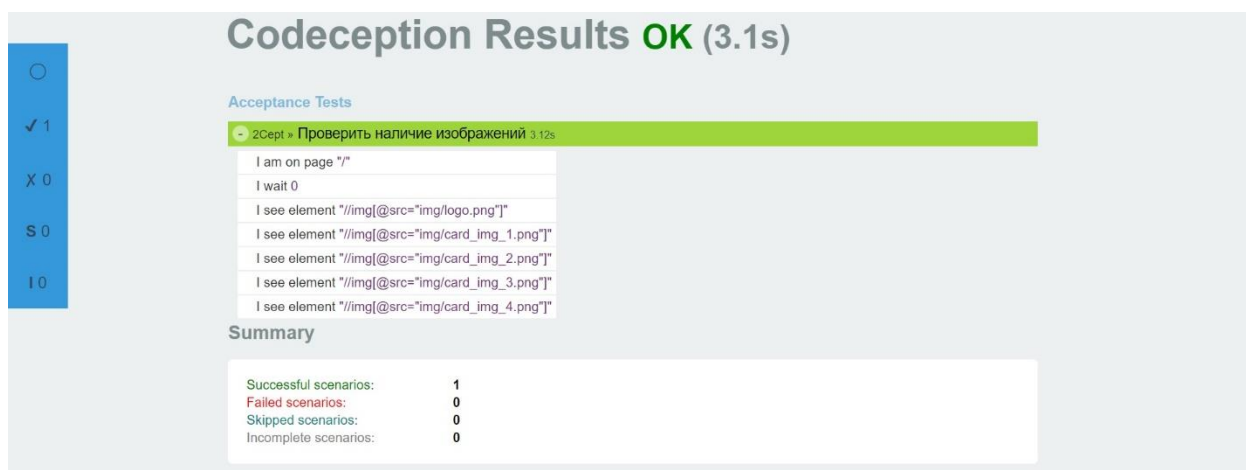 Codeception Results OK (3.1s)
✓ 1
X 0
S 0
I 0
Acceptance Tests
- 2Cept » Проверить наличие изображений 3.12s
I am on page "/"
I wait 0
I see element "//img[@src="img/logo.png"]"
I see element "//img[@src="img/card_img_1.png"]"
I see element "//img[@src="img/card_img_2.png"]"
I see element "//img[@src="img/card_img_3.png"]"
I see element "//img[@src="img/card_img_4.png"]"
Summary
Successful scenarios: 1
Failed scenarios: 0
Skipped scenarios: 0
Incomplete scenarios: 0